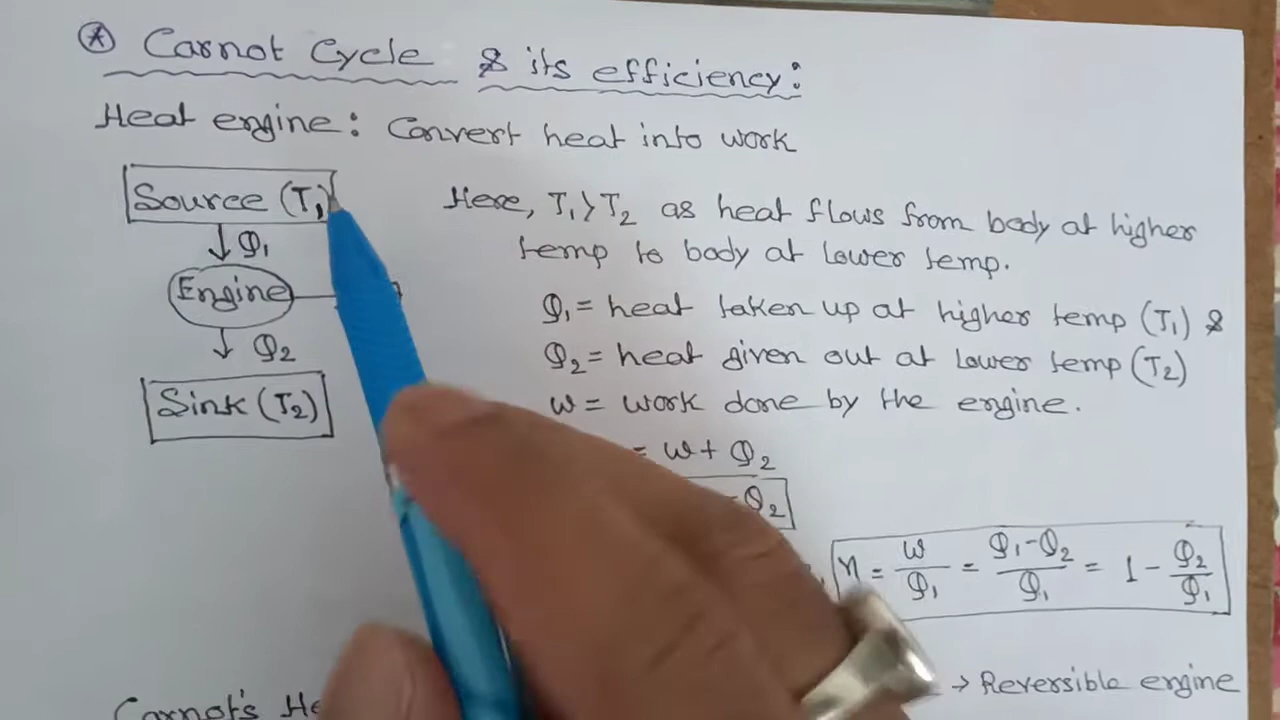 Carnot Cycle & its efficiency:
Heat engine: Convert heat into work
Source (T1)
Q1
Engine
Q2
Sink (T2)
Here, T1>T2 as heat flows from body at higher
temp to body at lower temp.
Q1 = heat taken up at higher temp (T1) &
Q2 = heat given out at lower temp (T2)
w = work done by the engine.
= w + Q2
-Q2
η = w/Q1 = Q1-Q2/Q1 = 1 - Q2/Q1
Carnot's
→ Reversible engine